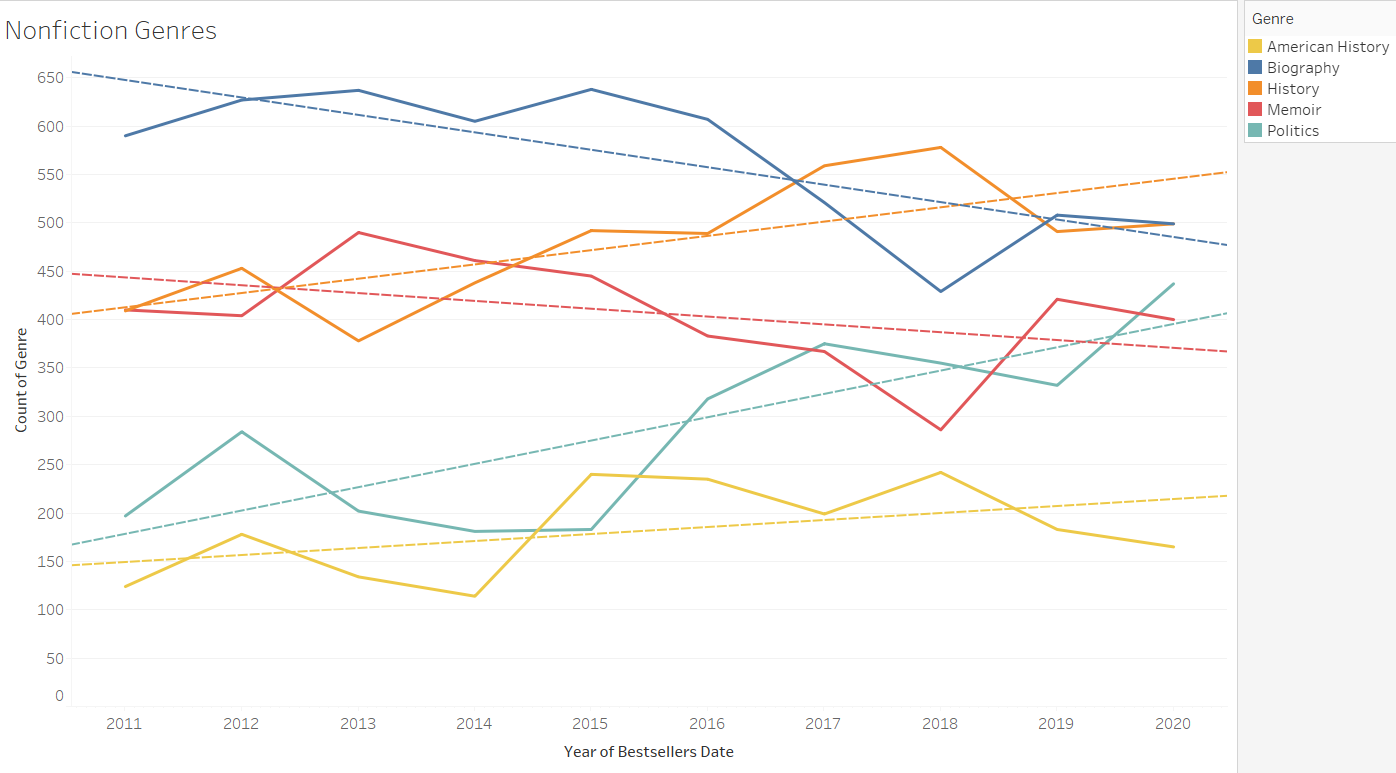 Nonfiction Genres
Genre
American History
Biography
History
Memoir
Politics
650
600
550
500
450
400
350
300
250
200
150
100
50
0
Count of Genre
2011 2012 2013 2014 2015 2016 2017 2018 2019 2020
Year of Bestsellers Date